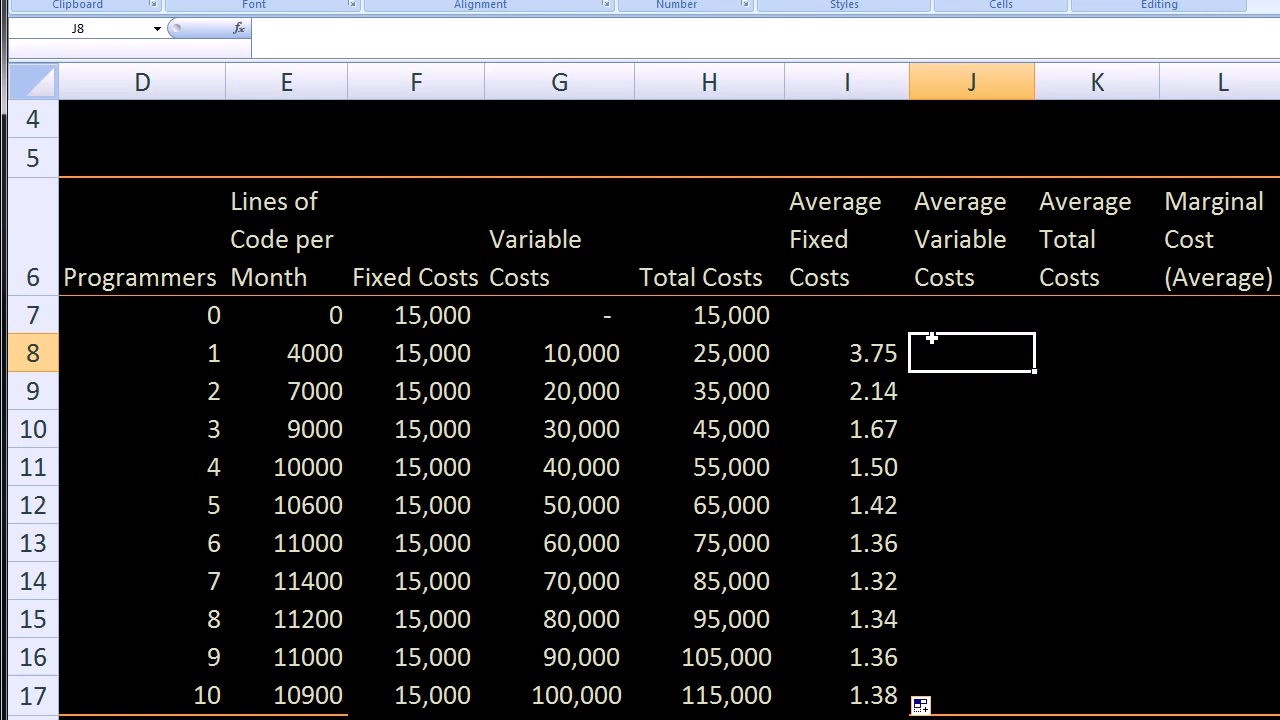 Clipboard Font Alignment Number Styles Cells Editing
J8 fx
D E F G H I J K L
4
5
Lines of Average Average Average Marginal
Code per Variable Fixed Variable Total Cost
6 Programmers Month Fixed Costs Costs Total Costs Costs Costs Costs (Average)
7 0 0 15,000 - 15,000
8 1 4000 15,000 10,000 25,000 3.75
9 2 7000 15,000 20,000 35,000 2.14
10 3 9000 15,000 30,000 45,000 1.67
11 4 10000 15,000 40,000 55,000 1.50
12 5 10600 15,000 50,000 65,000 1.42
13 6 11000 15,000 60,000 75,000 1.36
14 7 11400 15,000 70,000 85,000 1.32
15 8 11200 15,000 80,000 95,000 1.34
16 9 11000 15,000 90,000 105,000 1.36
17 10 10900 15,000 100,000 115,000 1.38